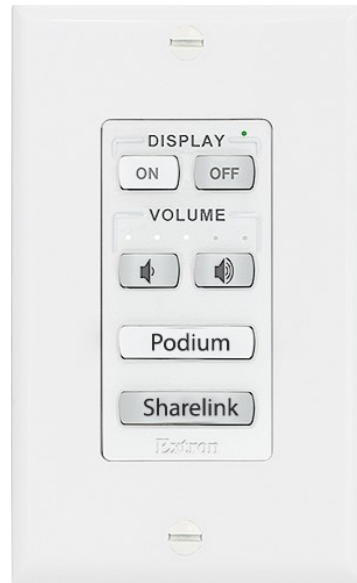 DISPLAY
ON OFF
VOLUME
Podium
Sharelink
Extron